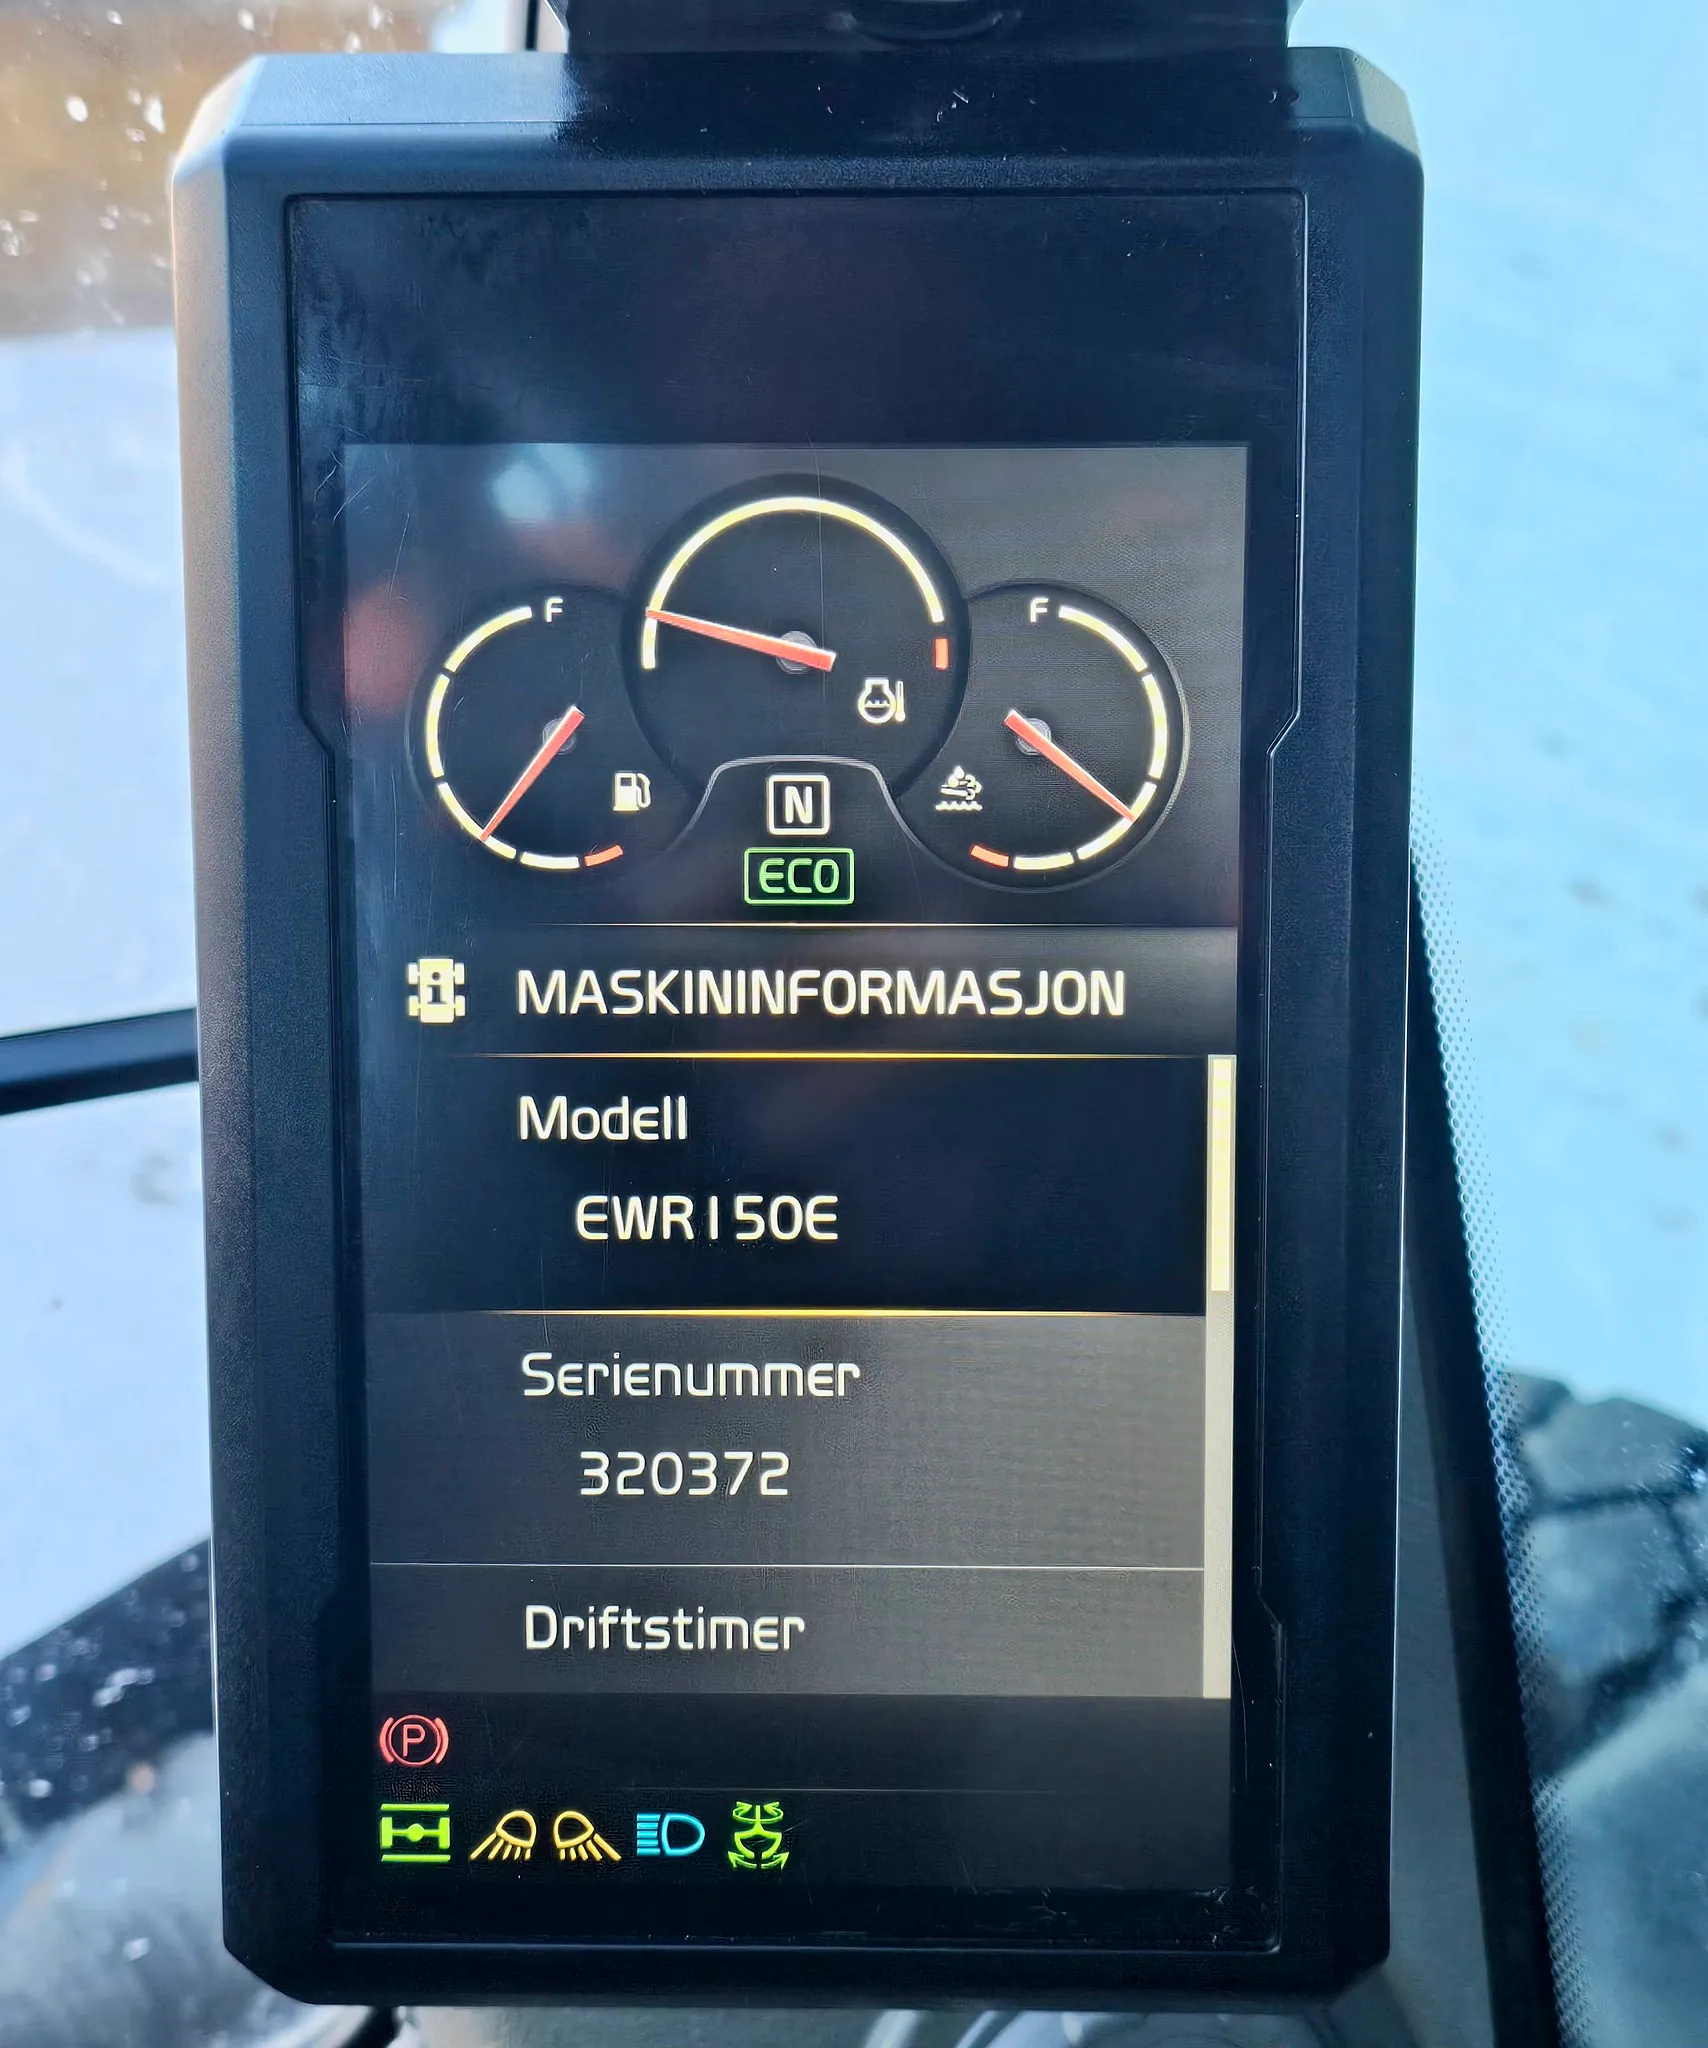 F
F
N
ECO
MASKININFORMASJON
Modell
EWR150E
Serienummer
320372
Driftstimer
P